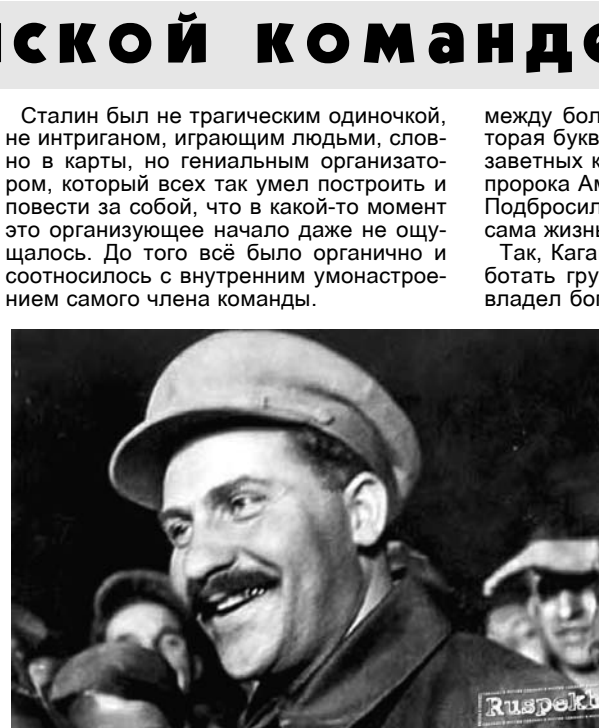 ской команде
Сталин был не трагическим одиночкой,
не интриганом, играющим людьми, слов-
но в карты, но гениальным организато-
ром, который всех так умел построить и
повести за собой, что в какой-то момент
это организующее начало даже не ощу-
щалось. До того всё было органично и
соотносилось с внутренним умонастрое-
нием самого члена команды.
между бол
торая букв
заветных к
пророка Ам
Подбросил
сама жизнь
Так, Кага
ботать гру
владел бог
Ruspekh